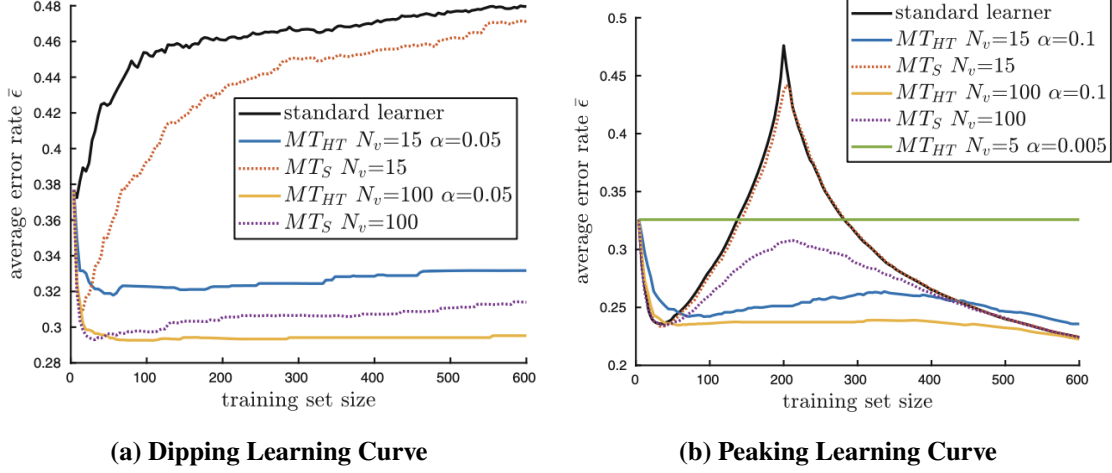 0.48
0.46
0.44
0.42
0.40
0.38
0.36
0.34
0.32
0.3
0.28
average error rate ε̄
standard learner
MT_HT N_v=15 α=0.05
MT_S N_v=15
MT_HT N_v=100 α=0.05
MT_S N_v=100
0 100 200 300 400 500 600
training set size
(a) Dipping Learning Curve
0.5
0.45
0.4
0.35
0.3
0.25
0.2
average error rate ε̄
standard learner
MT_HT N_v=15 α=0.1
MT_S N_v=15
MT_HT N_v=100 α=0.1
MT_S N_v=100
MT_HT N_v=5 α=0.005
0 100 200 300 400 500 600
training set size
(b) Peaking Learning Curve